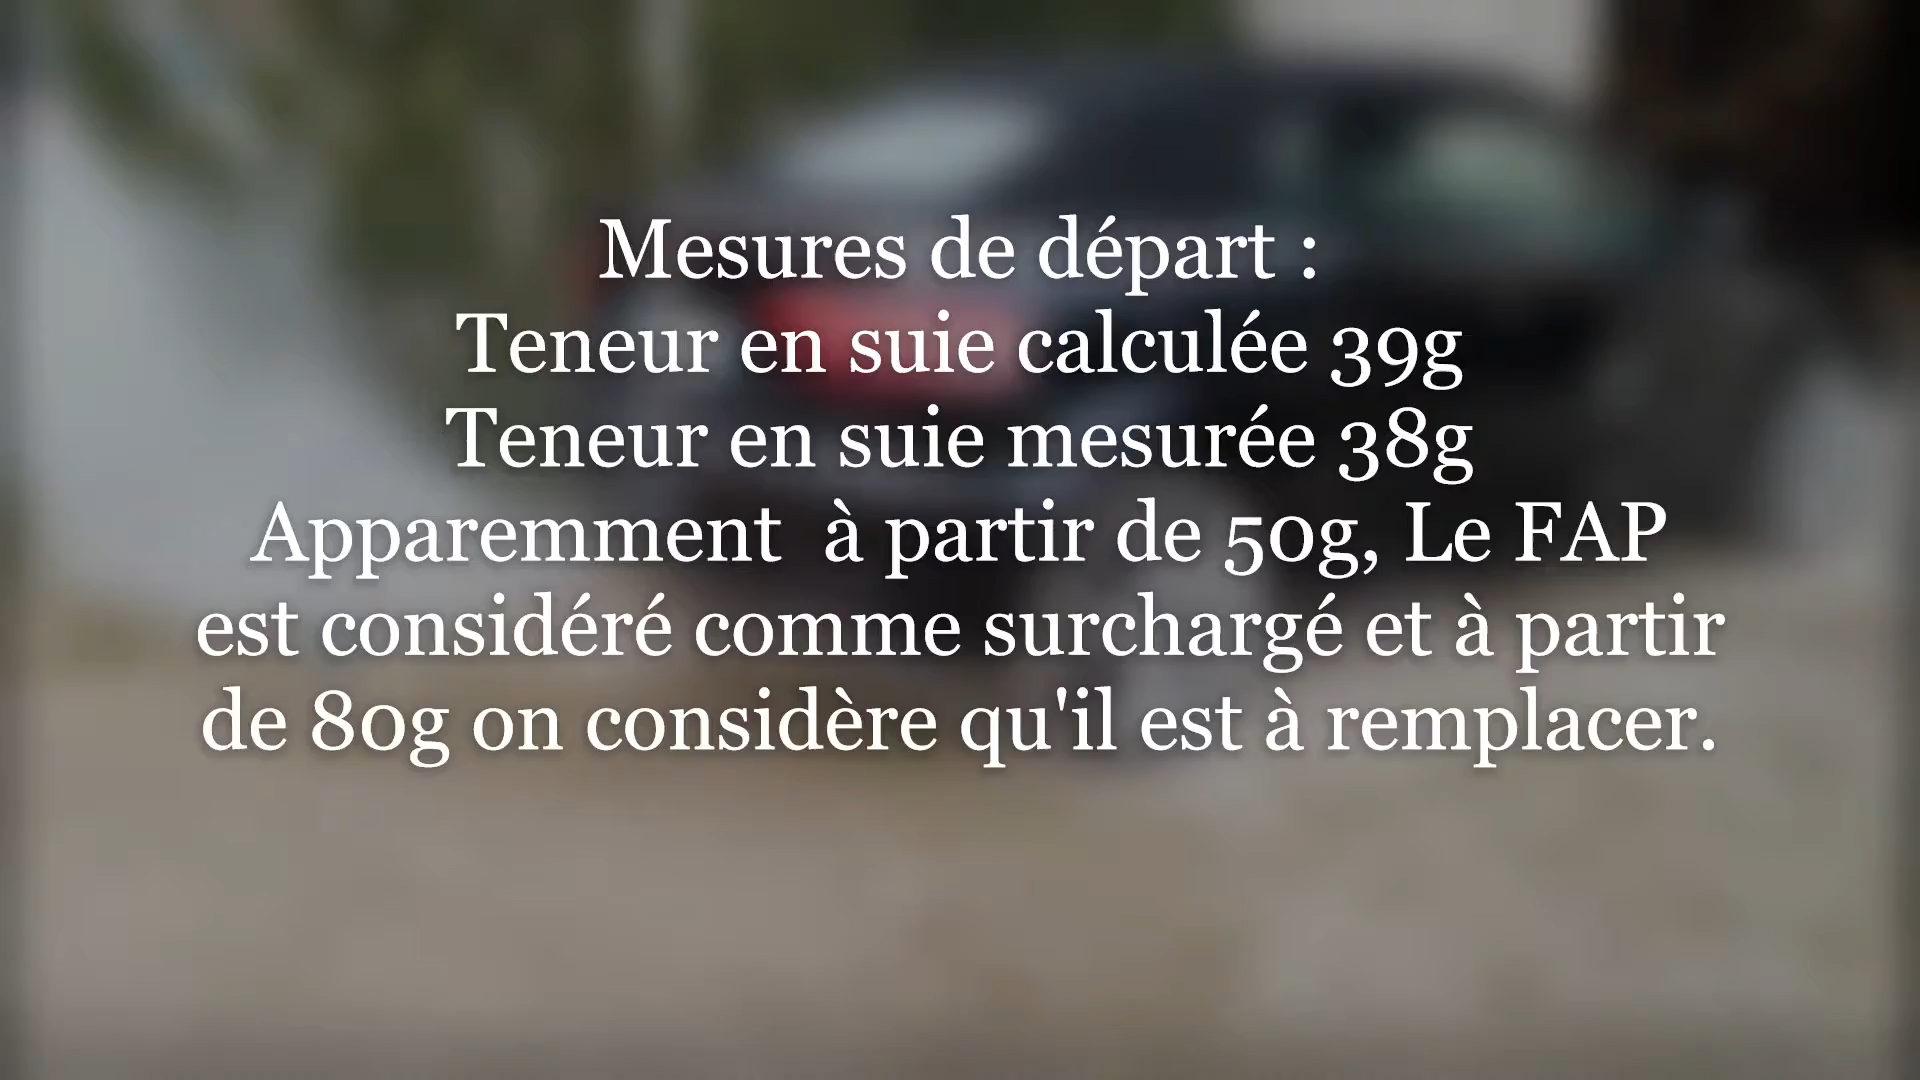 Mesures de départ :
Teneur en suie calculée 39g
Teneur en suie mesurée 38g
Apparemment  à partir de 50g, Le FAP
est considéré comme surchargé et à partir
de 80g on considère qu'il est à remplacer.